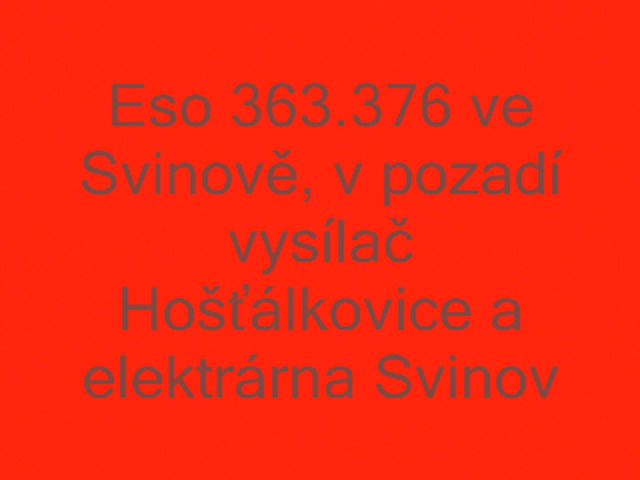 Eso 363.376 ve
Svinově, v pozadí
vysílač
Hošťálkovice a
elektrárna Svinov